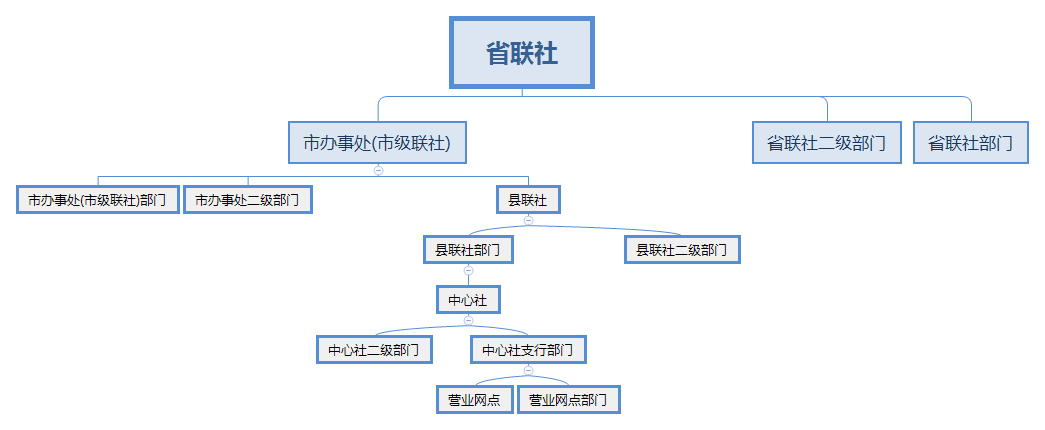 省联社
市办事处(市级联社)
省联社二级部门
省联社部门
市办事处(市级联社)部门
市办事处二级部门
县联社
县联社部门
县联社二级部门
中心社
中心社二级部门
中心社支行部门
营业网点
营业网点部门